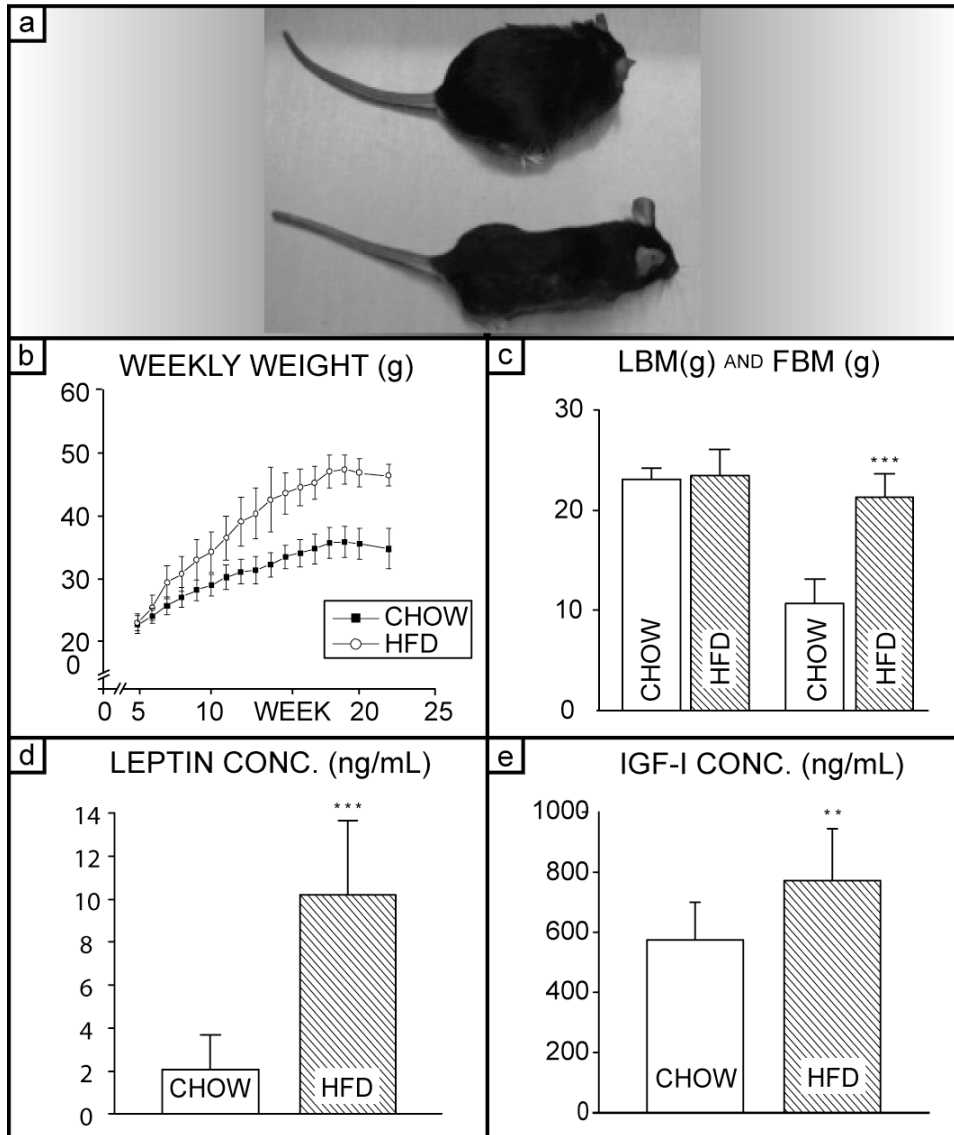 a
b
WEEKLY WEIGHT (g)
60
50
40
30
20
0
0 5 10 WEEK 20 25
CHOW
HFD
c
LBM(g) AND FBM (g)
30
20
10
0
***
CHOW HFD CHOW HFD
d
LEPTIN CONC. (ng/mL)
14
12
10
8
6
4
2
0
***
CHOW HFD
e
IGF-I CONC. (ng/mL)
1000
800
600
400
200
0
**
CHOW HFD